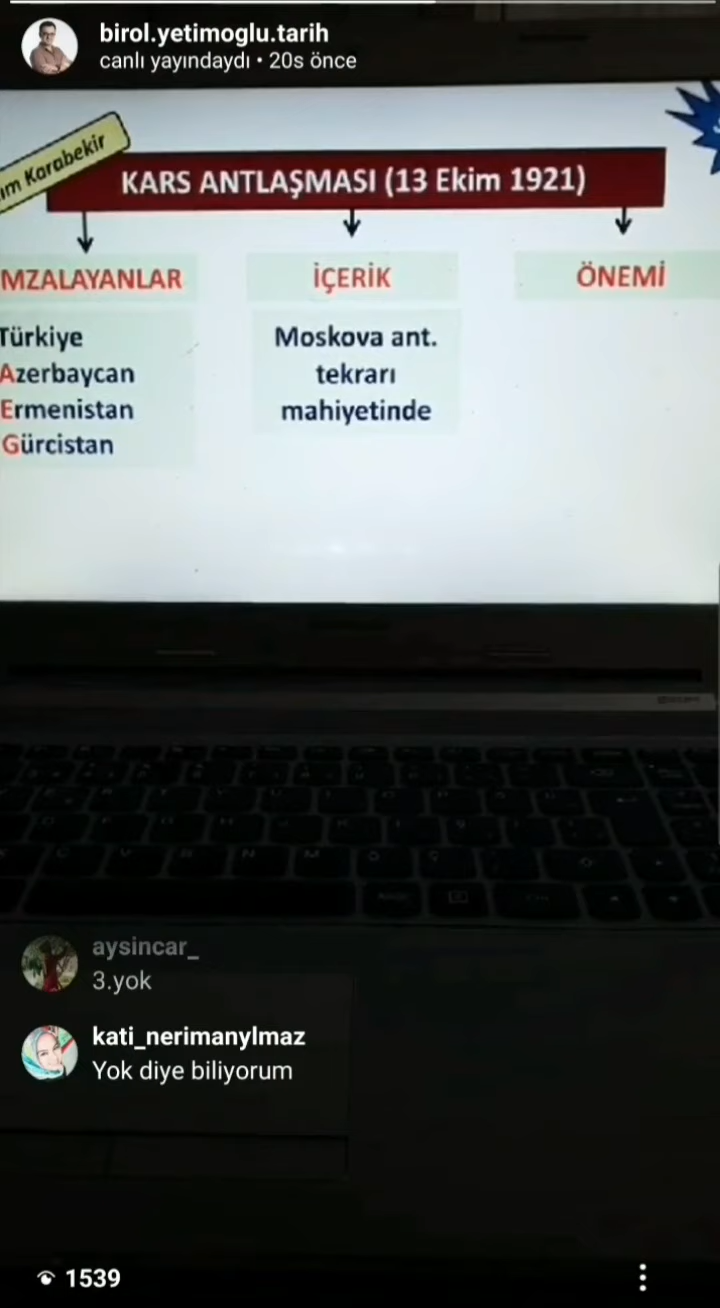 birol.yetimoglu.tarih
canlı yayındaydı • 20s önce
ım Karabekir
KARS ANTLAŞMASI (13 Ekim 1921)
MZALAYANLAR
İÇERİK
ÖNEMİ
Türkiye
Azerbaycan
Ermenistan
Gürcistan
Moskova ant.
tekrarı
mahiyetinde
aysincar_
3.yok
kati_nerimanylmaz
Yok diye biliyorum
1539